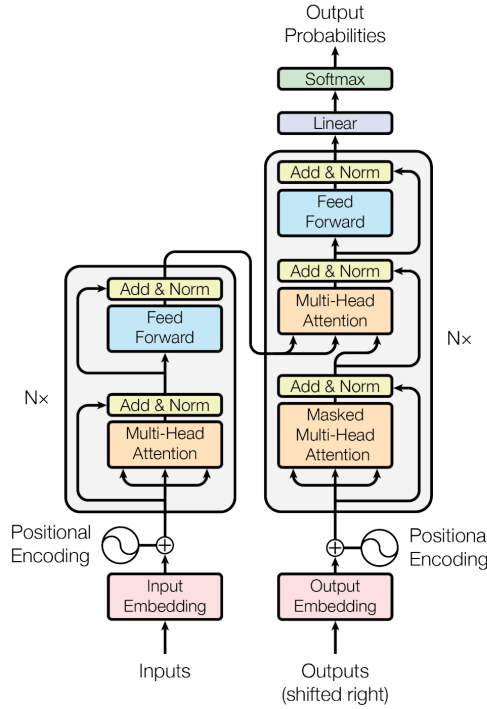 Output
Probabilities
Softmax
Linear
Add & Norm
Feed
Forward
Add & Norm
Multi-Head
Attention
Add & Norm
Masked
Multi-Head
Attention
N×
Add & Norm
Feed
Forward
Add & Norm
Multi-Head
Attention
N×
Positional
Encoding
Positional
Encoding
Input
Embedding
Output
Embedding
Inputs
Outputs
(shifted right)